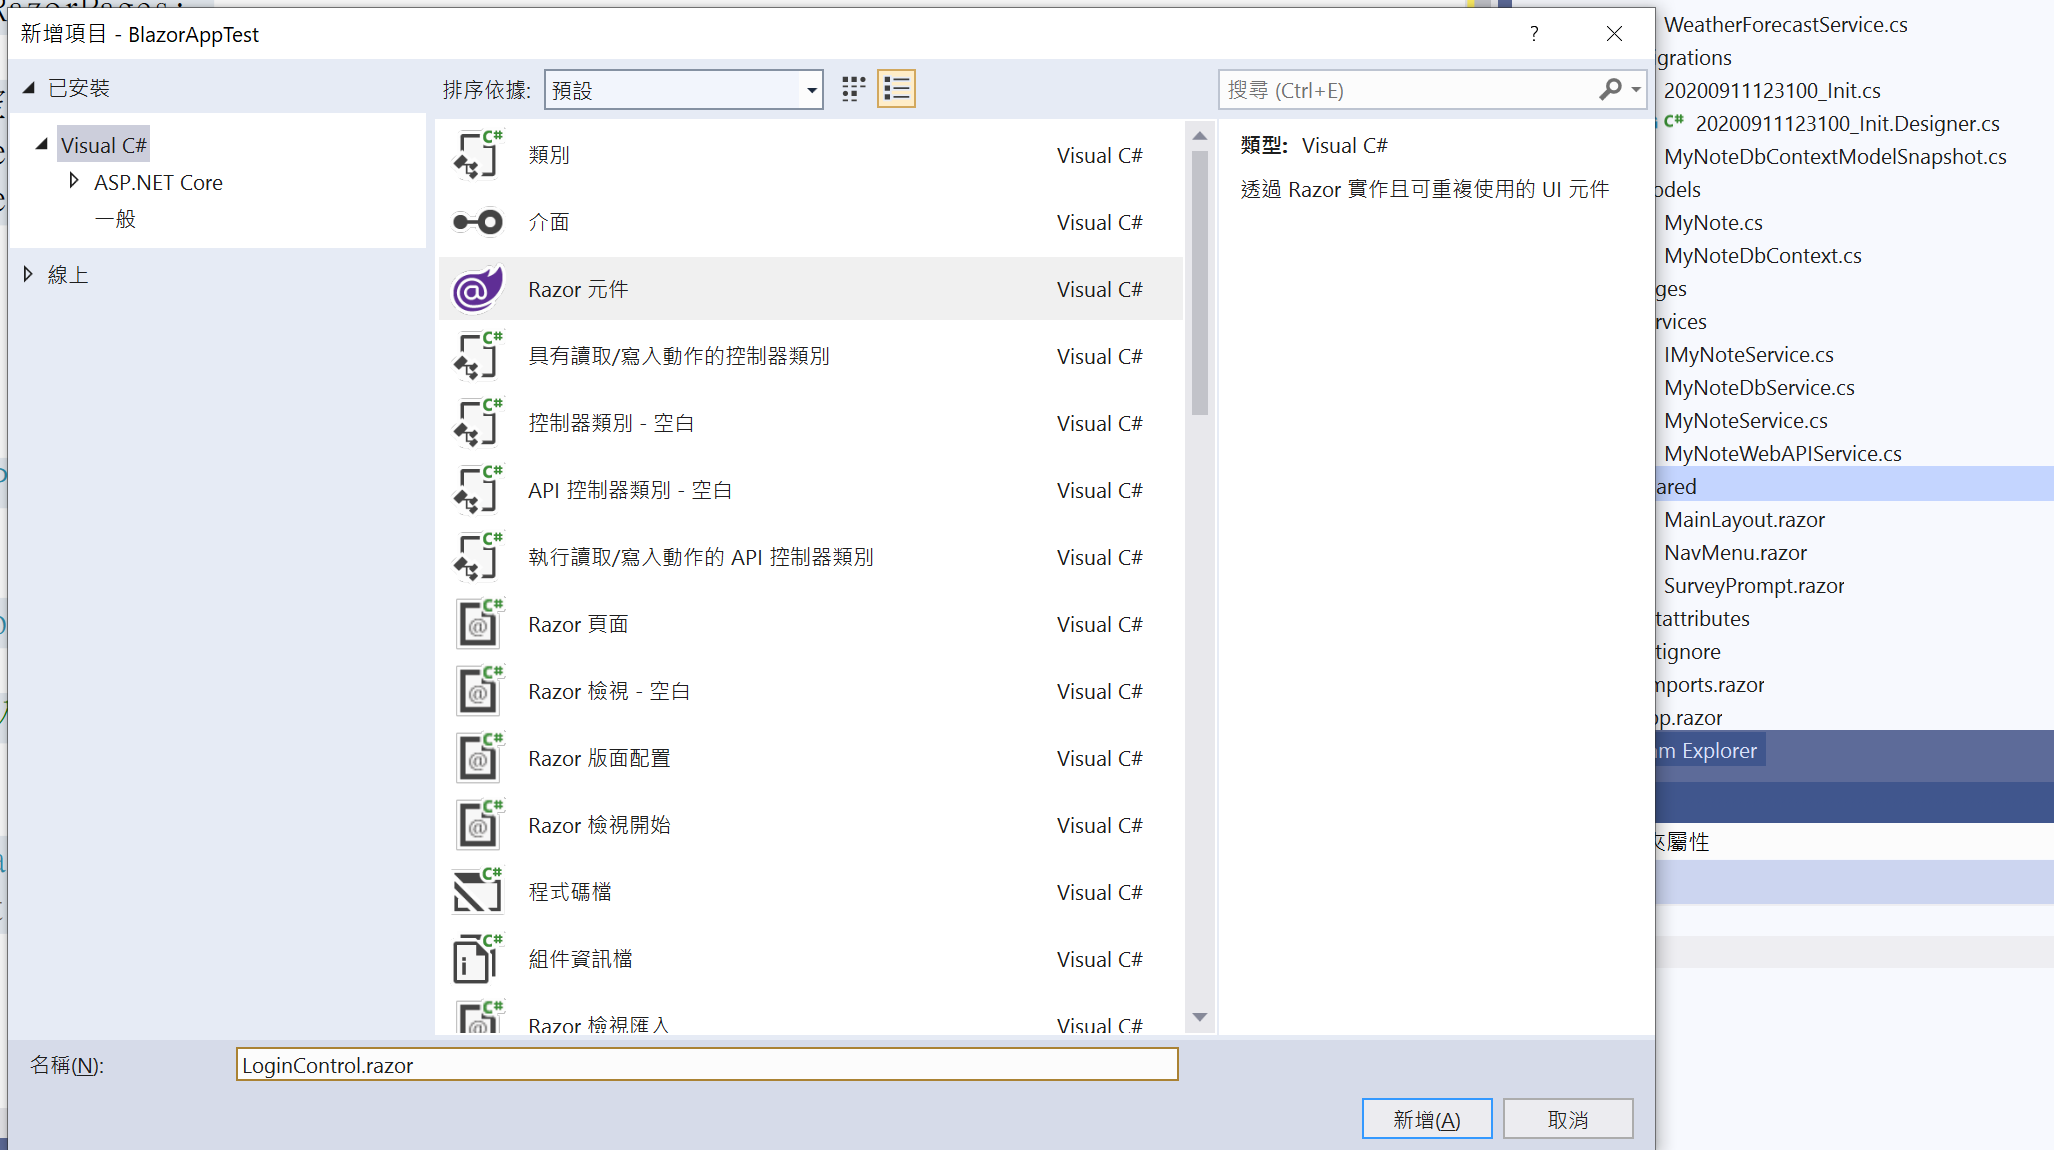 新增項目 - BlazorAppTest
?
已安裝
Visual C#
ASP.NET Core
一般
線上
排序依據:
預設
類別 Visual C#
介面 Visual C#
Razor 元件 Visual C#
具有讀取/寫入動作的控制器類別 Visual C#
控制器類別 - 空白 Visual C#
API 控制器類別 - 空白 Visual C#
執行讀取/寫入動作的 API 控制器類別 Visual C#
Razor 頁面 Visual C#
Razor 檢視 - 空白 Visual C#
Razor 版面配置 Visual C#
Razor 檢視開始 Visual C#
程式碼檔 Visual C#
組件資訊檔 Visual C#
Razor 檢視匯入 Visual C#
搜尋 (Ctrl+E)
類型: Visual C#
透過 Razor 實作且可重複使用的 UI 元件
名稱(N):
LoginControl.razor
新增(A)
取消
WeatherForecastService.cs
grations
20200911123100_Init.cs
C# 20200911123100_Init.Designer.cs
MyNoteDbContextModelSnapshot.cs
odels
MyNote.cs
MyNoteDbContext.cs
ges
rvices
IMyNoteService.cs
MyNoteDbService.cs
MyNoteService.cs
MyNoteWebAPIService.cs
ared
MainLayout.razor
NavMenu.razor
SurveyPrompt.razor
tattributes
tignore
mports.razor
pp.razor
am Explorer
夾屬性